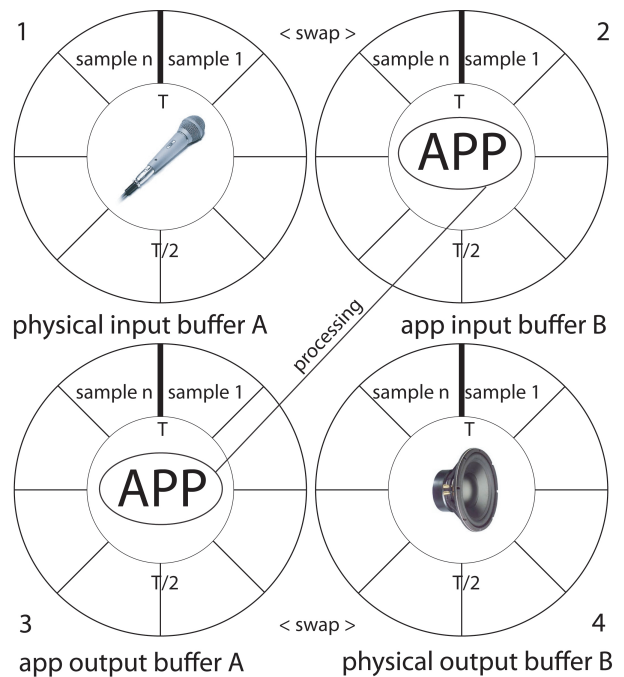 1
< swap >
2
sample n
sample 1
sample n
sample 1
T
T
APP
T/2
T/2
physical input buffer A
app input buffer B
processing
sample n
sample 1
sample n
sample 1
T
T
APP
T/2
T/2
3
< swap >
4
app output buffer A
physical output buffer B